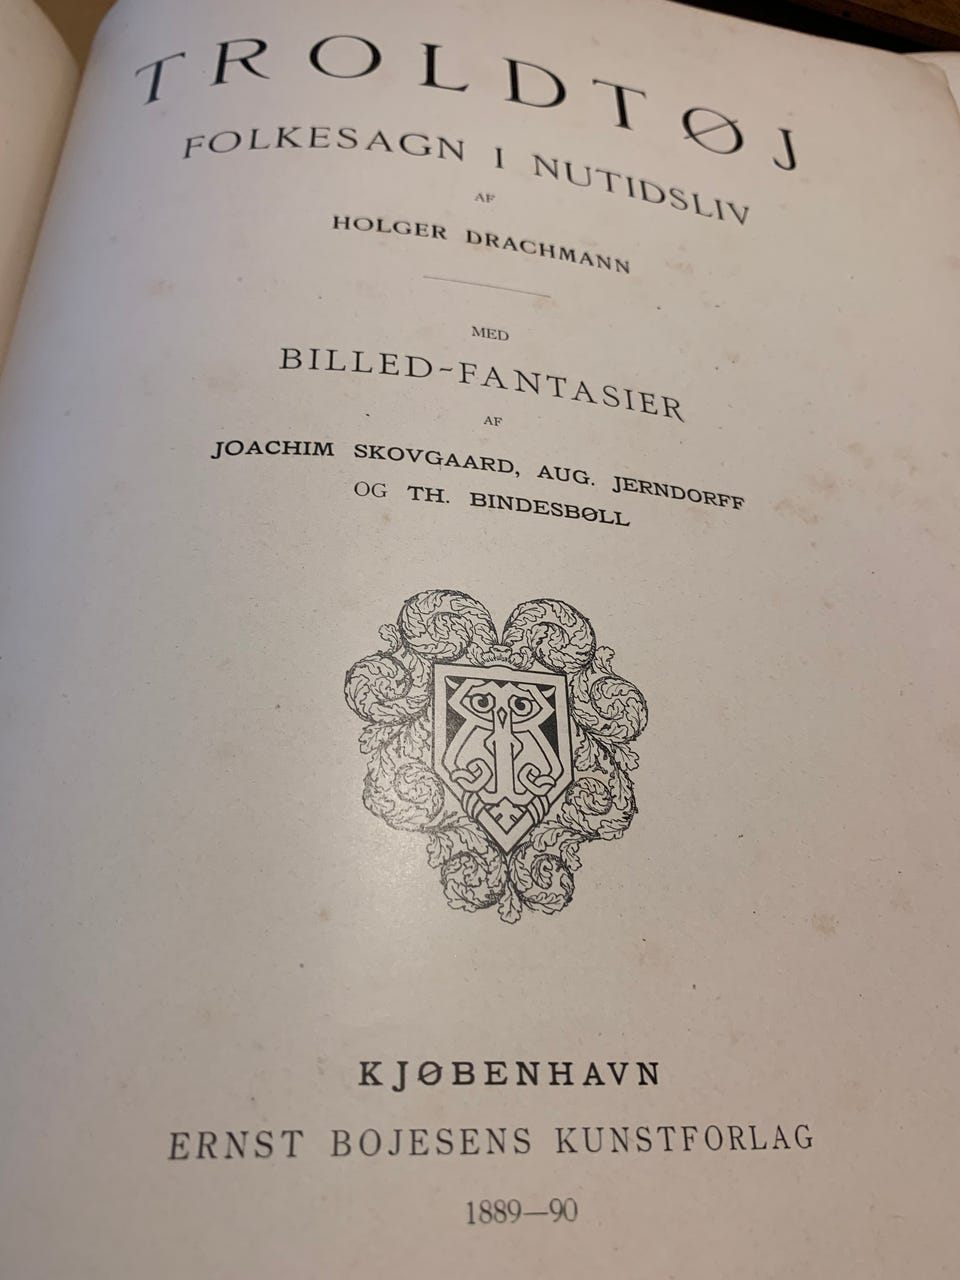 TROLDTØJ
FOLKESAGN I NUTIDSLIV
AF
HOLGER DRACHMANN
MED
BILLED-FANTASIER
AF
JOACHIM SKOVGAARD, AUG. JERNDORFF
OG TH. BINDESBØLL
KJØBENHAVN
ERNST BOJESENS KUNSTFORLAG
1889—90